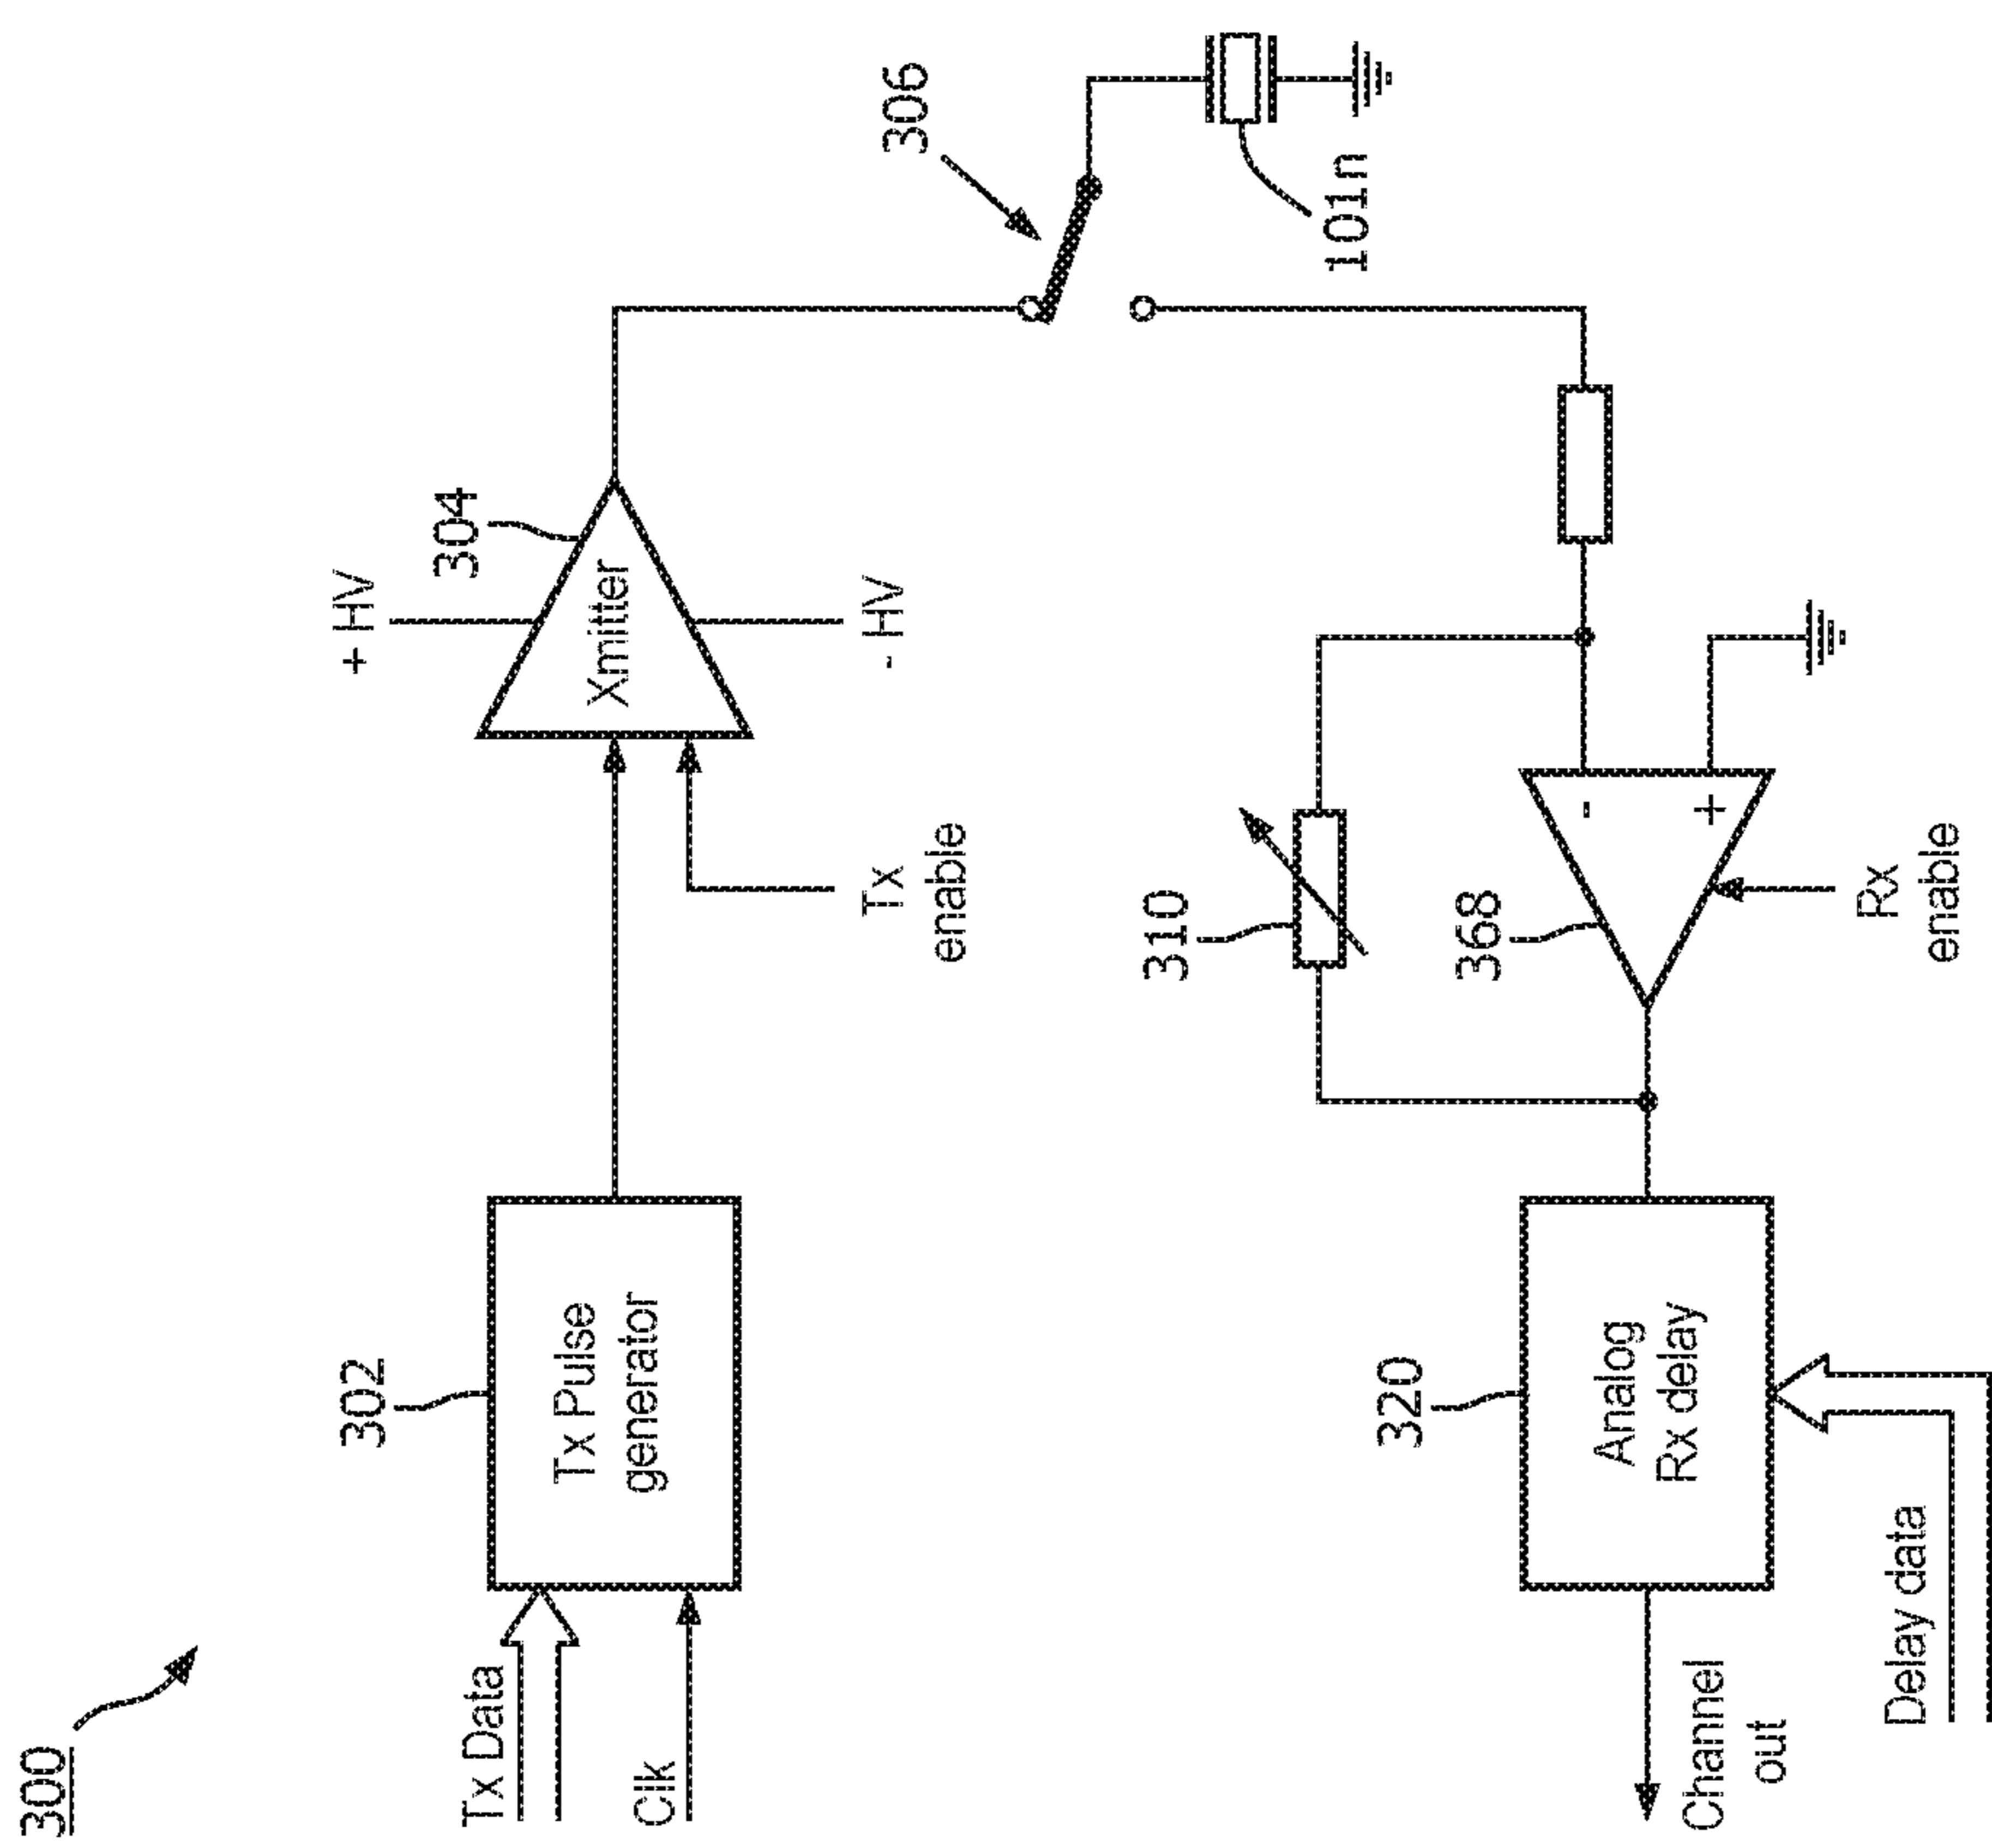 300
Tx Data
Clk
302
Tx Pulse
generator
+ HV
304
Xmitter
- HV
Tx
enable
306
101n
310
368
-
+
Rx
enable
320
Analog
Rx delay
Channel
out
Delay data